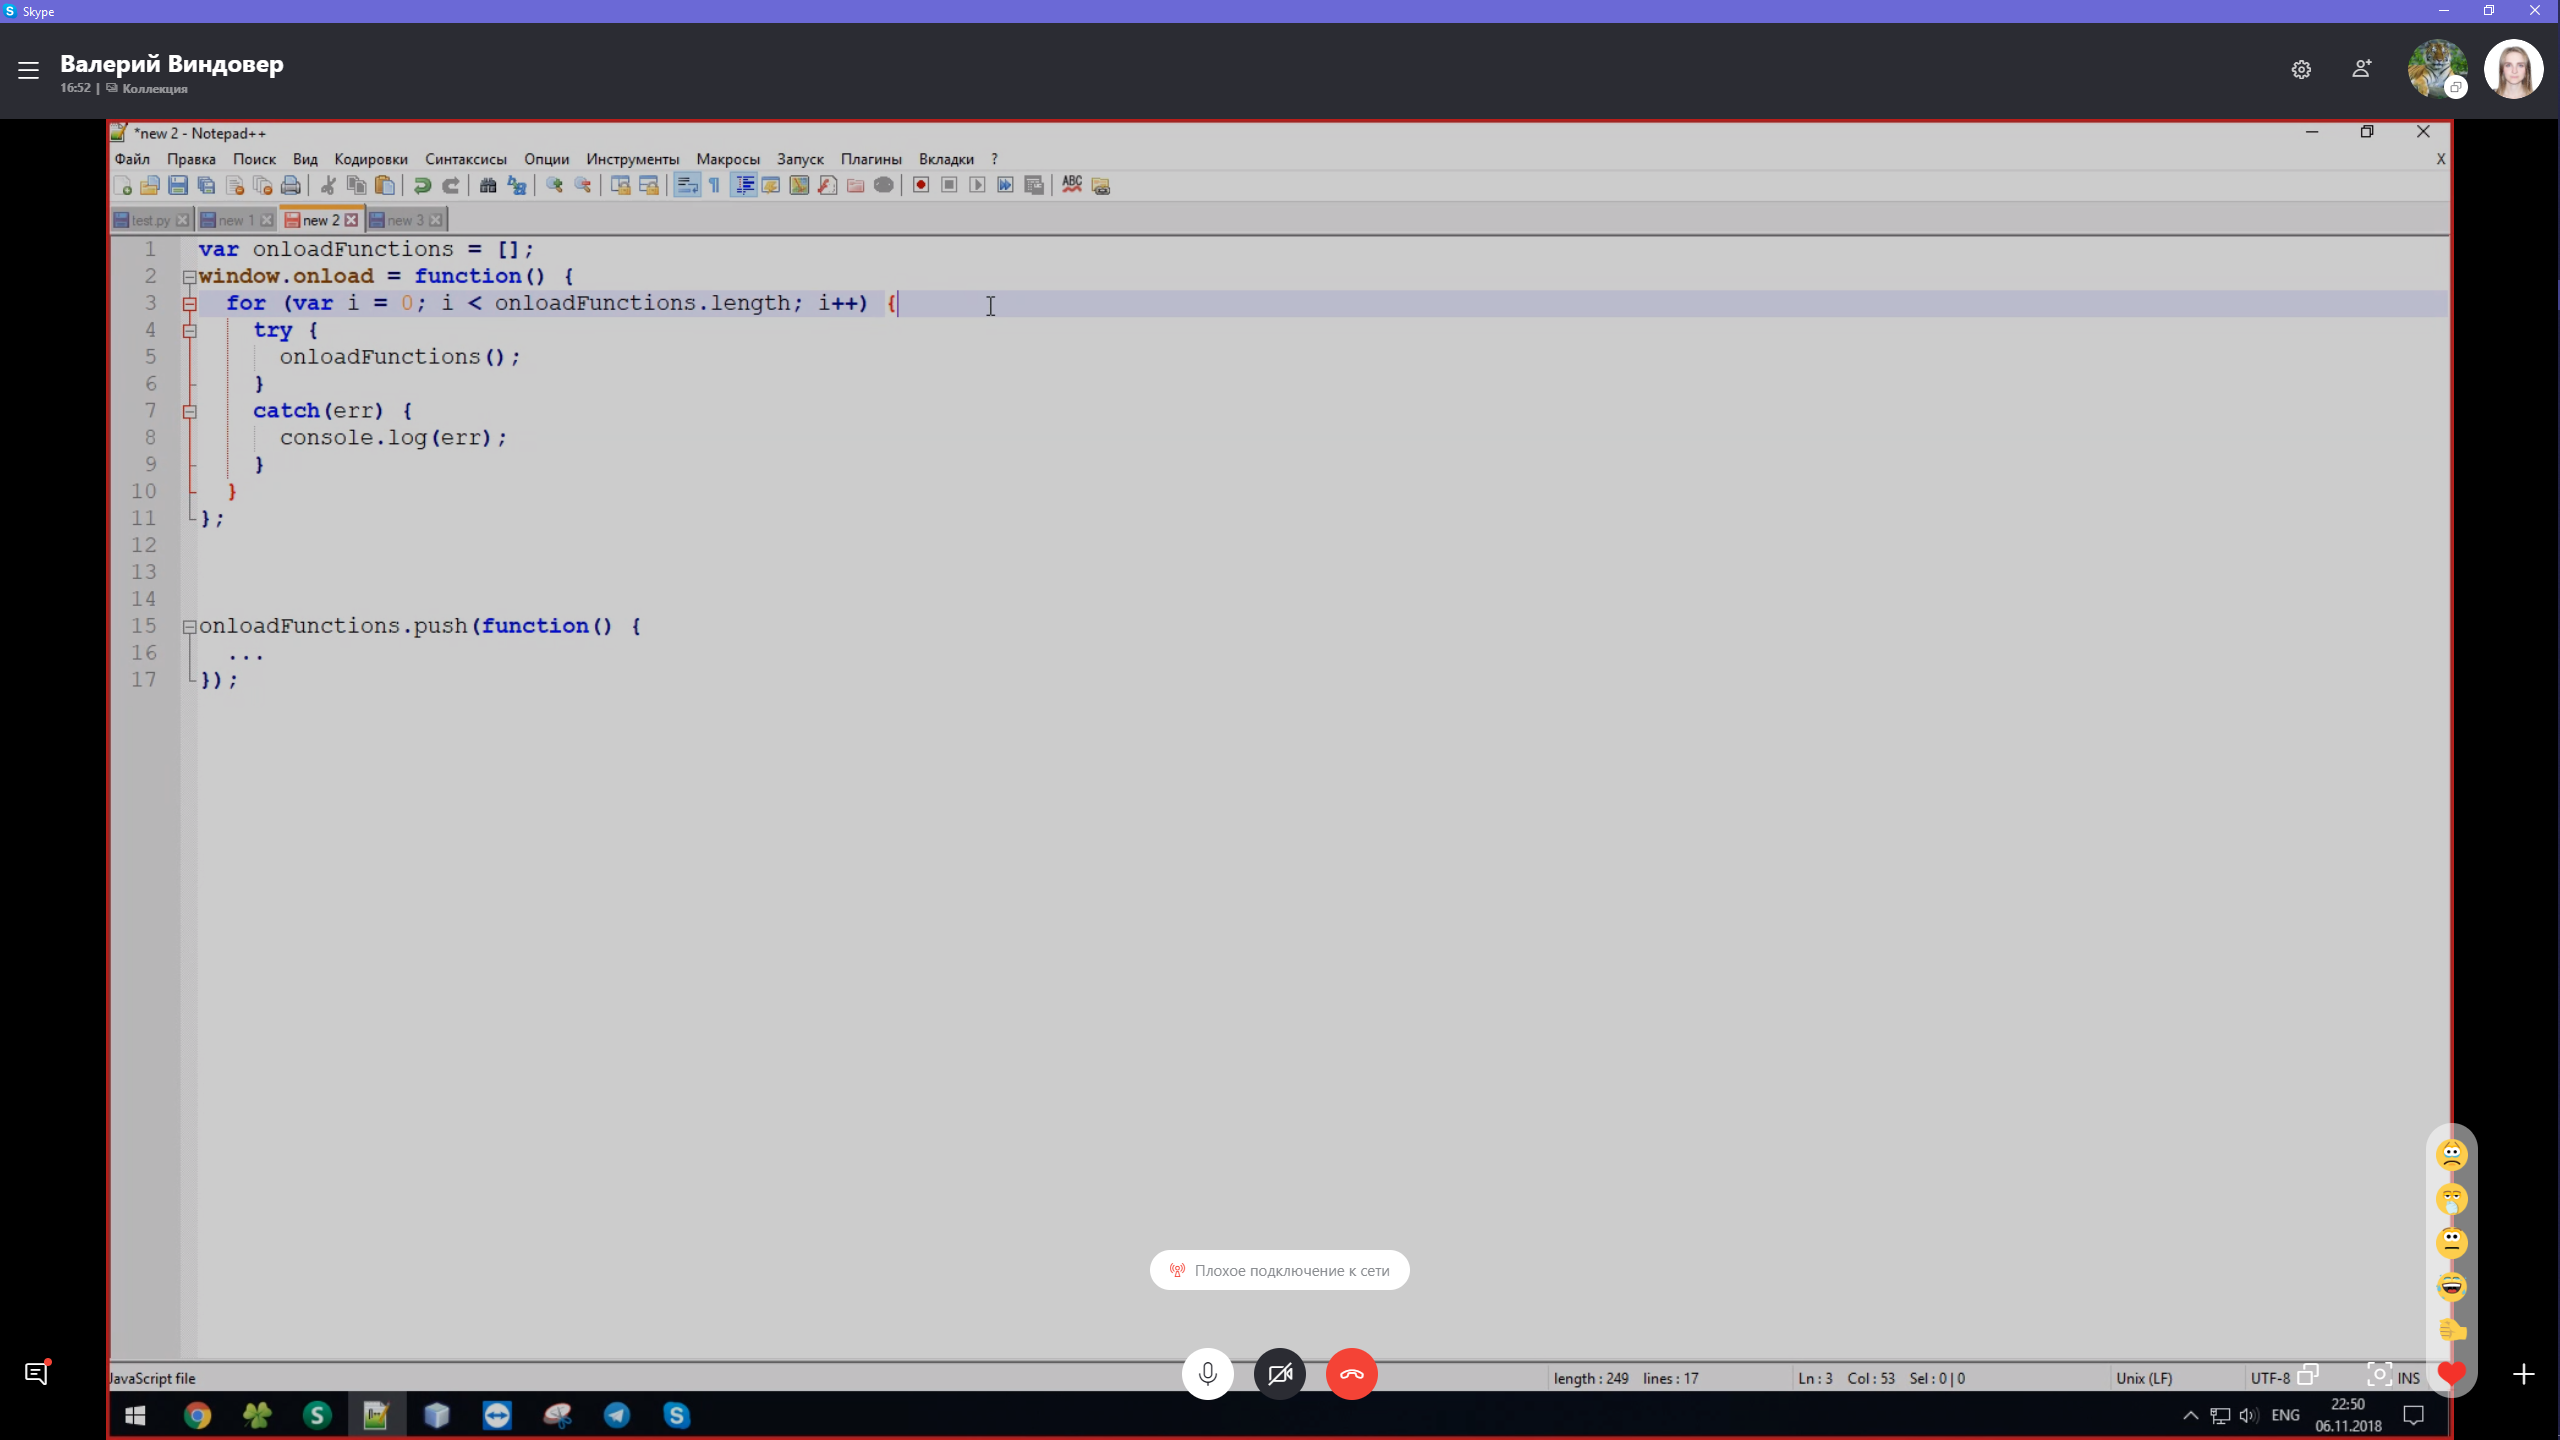 Skype
Валерий Виндовер
16:52 | Коллекция
*new 2 - Notepad++
Файл Правка Поиск Вид Кодировки Синтаксисы Опции Инструменты Макросы Запуск Плагины Вкладки ? X
ABC
test.py new 1 new 2 new 3
1 var onloadFunctions = [];
2 window.onload = function() {
3 for (var i = 0; i < onloadFunctions.length; i++) {
4 try {
5 onloadFunctions();
6 }
7 catch(err) {
8 console.log(err);
9 }
10 }
11 };
12
13
14
15 onloadFunctions.push(function() {
16 ...
17 });
Плохое подключение к сети
JavaScript file length : 249 lines : 17 Ln : 3 Col : 53 Sel : 0 | 0 Unix (LF) UTF-8 INS
ENG 22:50
06.11.2018